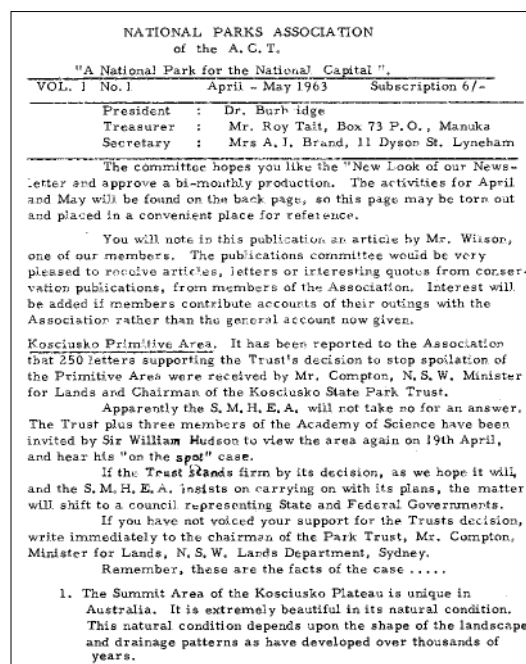 NATIONAL PARKS ASSOCIATION
of the A.C.T.
"A National Park for the National Capital".
VOL. 1 No. 1 April - May 1963 Subscription 6/-
President : Dr. Burbidge
Treasurer : Mr. Roy Tait, Box 73 P.O., Manuka
Secretary : Mrs A. J. Brand, 11 Dyson St. Lyneham
The committee hopes you like the "New Look of our News-
letter and approve a bi-monthly production. The activities for April
and May will be found on the back page, so this page may be torn out
and placed in a convenient place for reference.
You will note in this publication an article by Mr. Wilson,
one of our members. The publications committee would be very
pleased to receive articles, letters or interesting quotes from conser-
vation publications, from members of the Association. Interest will
be added if members contribute accounts of their outings with the
Association rather than the general account now given.
Kosciusko Primitive Area. It has been reported to the Association
that 250 letters supporting the Trust's decision to stop spoilation of
the Primitive Area were received by Mr. Compton, N.S.W. Minister
for Lands and Chairman of the Kosciusko State Park Trust.
Apparently the S.M.H.E.A. will not take no for an answer.
The Trust plus three members of the Academy of Science have been
invited by Sir William Hudson to view the area again on 19th April,
and hear his "on the spot" case.
If the Trust stands firm by its decision, as we hope it will,
and the S.M.H.E.A. insists on carrying on with its plans, the matter
will shift to a council representing State and Federal Governments.
If you have not voiced your support for the Trusts decision,
write immediately to the chairman of the Park Trust, Mr. Compton,
Minister for Lands, N.S.W. Lands Department, Sydney.
Remember, these are the facts of the case .....
1. The Summit Area of the Kosciusko Plateau is unique in
Australia. It is extremely beautiful in its natural condition.
This natural condition depends upon the shape of the landscape
and drainage patterns as have developed over thousands of
years.